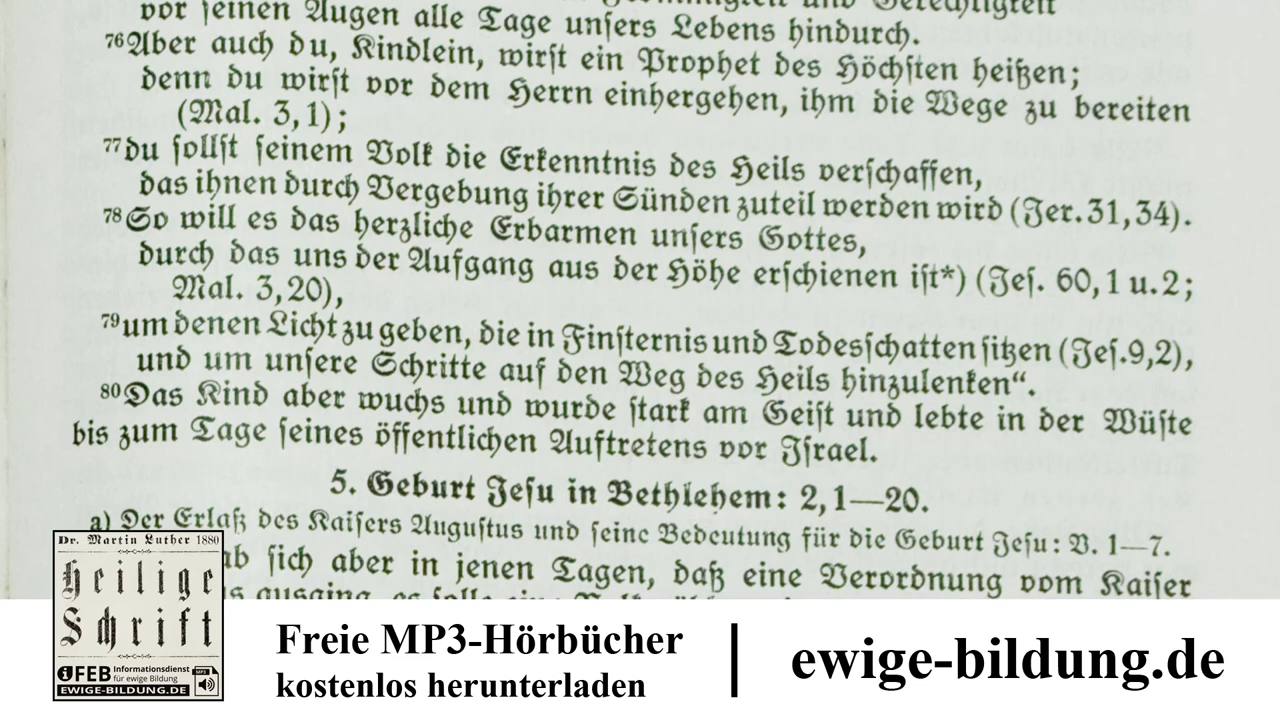 vor seinen Augen alle Tage unsers Lebens hindurch.
76Aber auch du, Kindlein, wirst ein Prophet des Höchsten heißen;
denn du wirst vor dem Herrn einhergehen, ihm die Wege zu bereiten
(Mal. 3,1);
77du sollst seinem Volk die Erkenntnis des Heils verschaffen,
das ihnen durch Vergebung ihrer Sünden zuteil werden wird (Jer. 31,34).
78So will es das herzliche Erbarmen unsers Gottes,
durch das uns der Aufgang aus der Höhe erschienen ist*) (Jes. 60,1 u. 2;
Mal. 3,20),
79um denen Licht zu geben, die in Finsternis und Todesschatten sitzen (Jes. 9,2),
und um unsere Schritte auf den Weg des Heils hinzulenken“.
80Das Kind aber wuchs und wurde stark am Geist und lebte in der Wüste
bis zum Tage seines öffentlichen Auftretens vor Israel.
5. Geburt Jesu in Bethlehem: 2,1—20.
a) Der Erlaß des Kaisers Augustus und seine Bedeutung für die Geburt Jesu: V. 1—7.
sich aber in jenen Tagen, daß eine Verordnung vom Kaiser
Dr. Martin Luther 1880
Heilige
Schrift
iFEB Informationsdienst
für ewige Bildung
MP3
EWIGE-BILDUNG.DE
Freie MP3-Hörbücher
kostenlos herunterladen
ewige-bildung.de